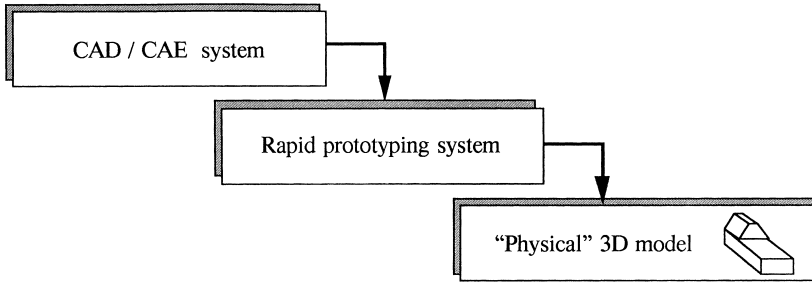 CAD / CAE system
Rapid prototyping system
“Physical” 3D model